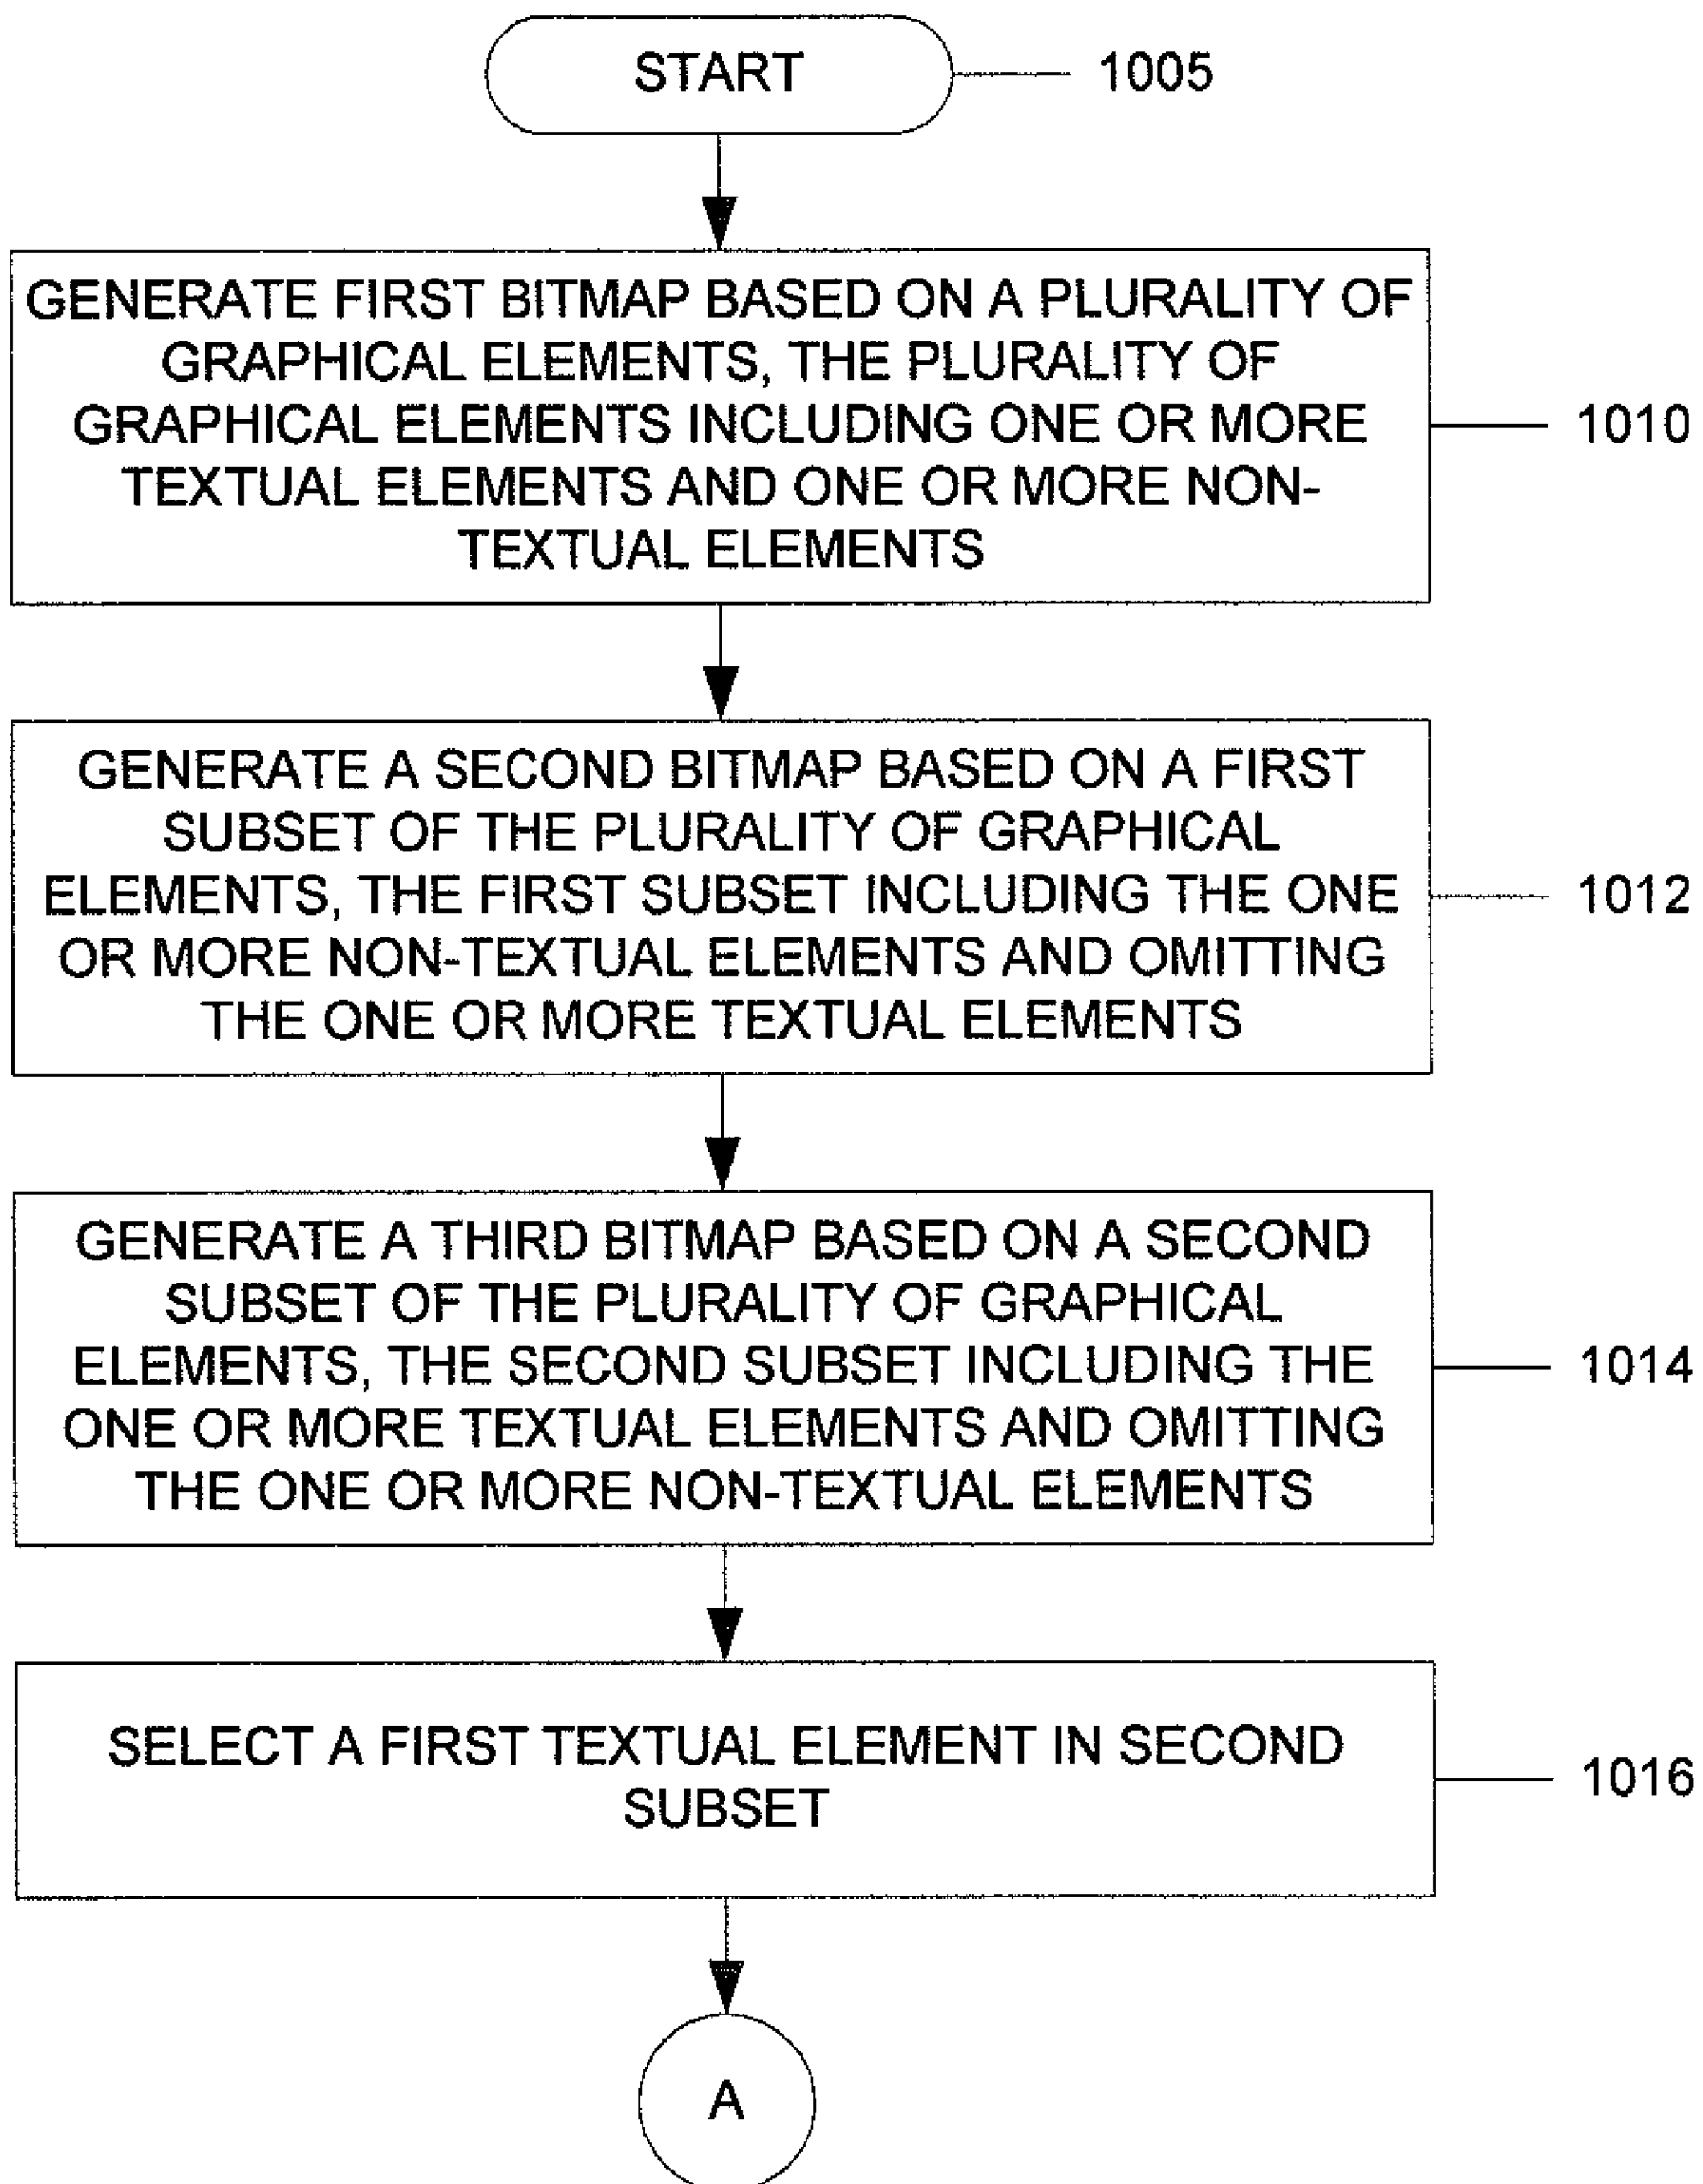 START
1005
GENERATE FIRST BITMAP BASED ON A PLURALITY OF
GRAPHICAL ELEMENTS, THE PLURALITY OF
GRAPHICAL ELEMENTS INCLUDING ONE OR MORE
TEXTUAL ELEMENTS AND ONE OR MORE NON-
TEXTUAL ELEMENTS
1010
GENERATE A SECOND BITMAP BASED ON A FIRST
SUBSET OF THE PLURALITY OF GRAPHICAL
ELEMENTS, THE FIRST SUBSET INCLUDING THE ONE
OR MORE NON-TEXTUAL ELEMENTS AND OMITTING
THE ONE OR MORE TEXTUAL ELEMENTS
1012
GENERATE A THIRD BITMAP BASED ON A SECOND
SUBSET OF THE PLURALITY OF GRAPHICAL
ELEMENTS, THE SECOND SUBSET INCLUDING THE
ONE OR MORE TEXTUAL ELEMENTS AND OMITTING
THE ONE OR MORE NON-TEXTUAL ELEMENTS
1014
SELECT A FIRST TEXTUAL ELEMENT IN SECOND
SUBSET
1016
A